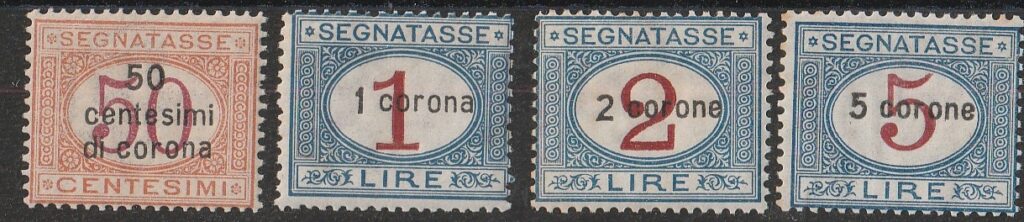 SEGNATASSE
50
50
centesimi
di corona
CENTESIMI
SEGNATASSE
1
1 corona
LIRE
SEGNATASSE
2
2 corone
LIRE
SEGNATASSE
5
5 corone
LIRE